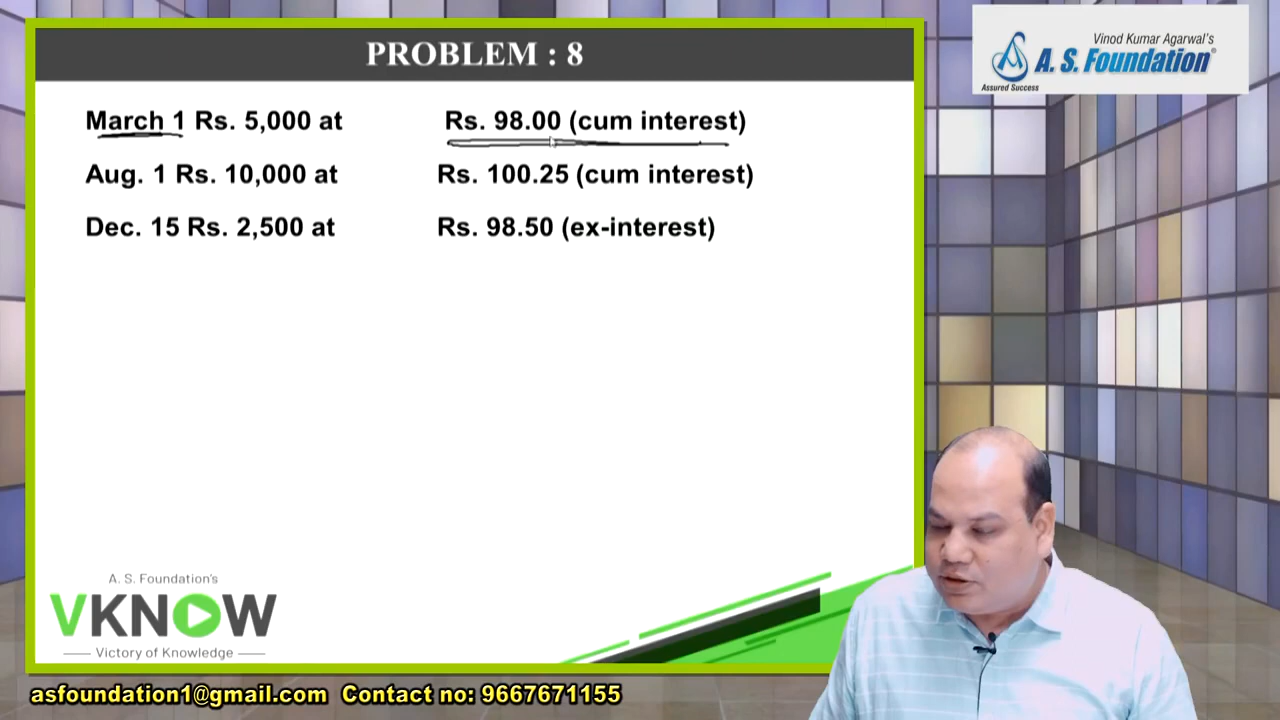 PROBLEM : 8
Vinod Kumar Agarwal's
A. S. Foundation®
Assured Success
March 1 Rs. 5,000 at Rs. 98.00 (cum interest)
Aug. 1 Rs. 10,000 at Rs. 100.25 (cum interest)
Dec. 15 Rs. 2,500 at Rs. 98.50 (ex-interest)
A. S. Foundation's
VKNOW
Victory of Knowledge
asfoundation1@gmail.com Contact no: 9667671155